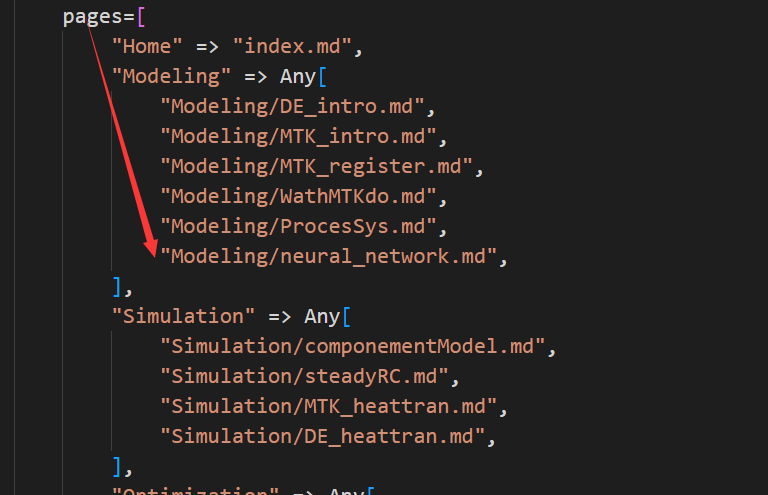 pages=[
"Home" => "index.md",
"Modeling" => Any[
"Modeling/DE_intro.md",
"Modeling/MTK_intro.md",
"Modeling/MTK_register.md",
"Modeling/WathMTKdo.md",
"Modeling/ProcesSys.md",
"Modeling/neural_network.md",
],
"Simulation" => Any[
"Simulation/componementModel.md",
"Simulation/steadyRC.md",
"Simulation/MTK_heattran.md",
"Simulation/DE_heattran.md",
],
"Optimization" => Any[